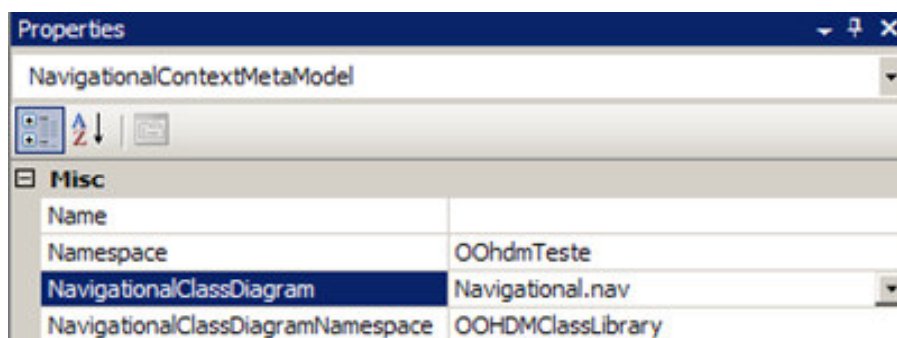 Properties
NavigationalContextMetaModel
A
Z
Misc
Name
Namespace OOhdmTeste
NavigationalClassDiagram Navigational.nav
NavigationalClassDiagramNamespace OOHDMClassLibrary